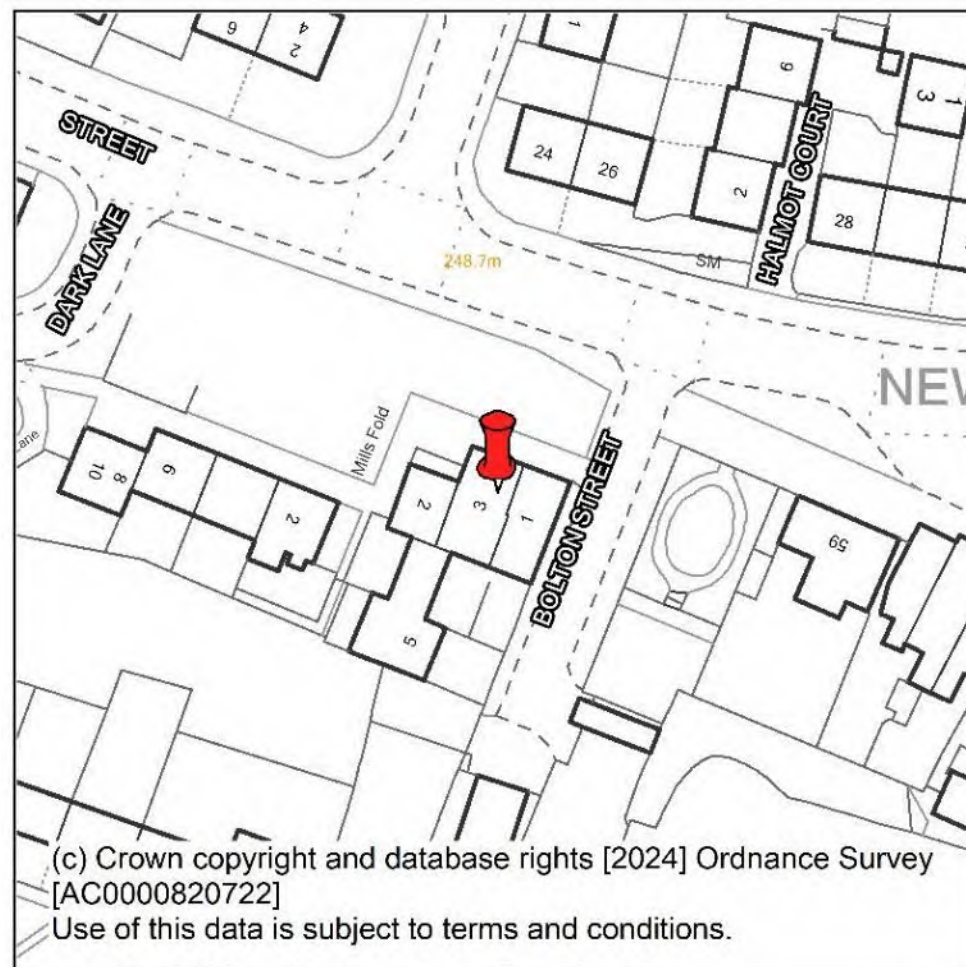 6
4
2
1
9
1
3
STREET
24
26
2
HALMOT COURT
28
DARK LANE
248.7m
SM
NEW
Mills Fold
ane
10
8
6
2
2
3
1
BOLTON STREET
59
5
(c) Crown copyright and database rights [2024] Ordnance Survey
[AC0000820722]
Use of this data is subject to terms and conditions.